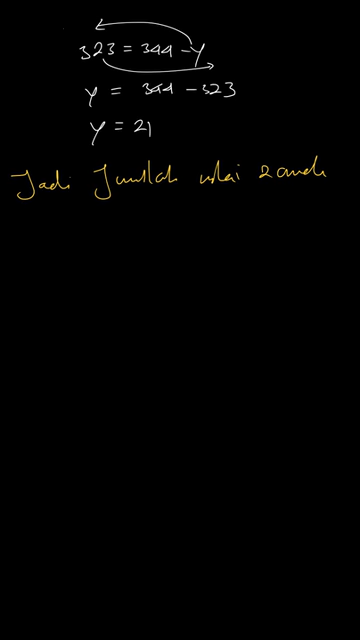 323 = 344 - y
y = 344 - 323
y = 21
Jadi Jumlah nilai 2 anak